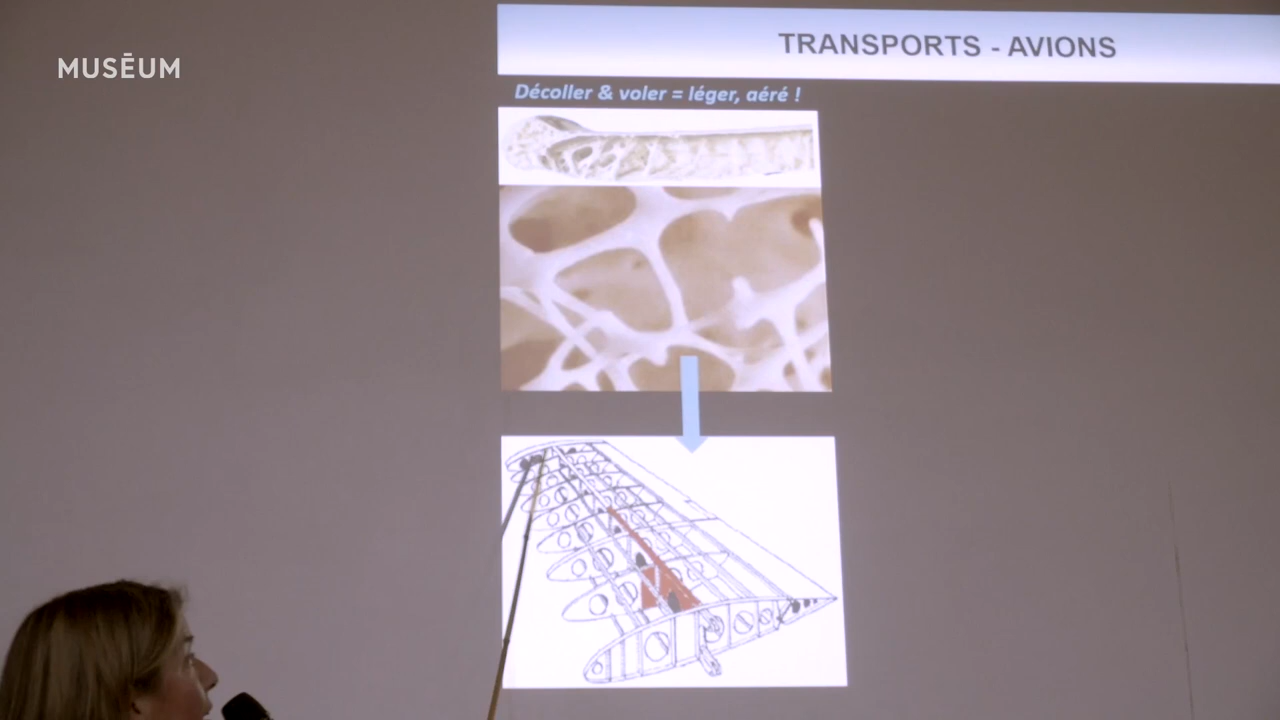 MUSĒUM
TRANSPORTS - AVIONS
Décoller & voler = léger, aéré !